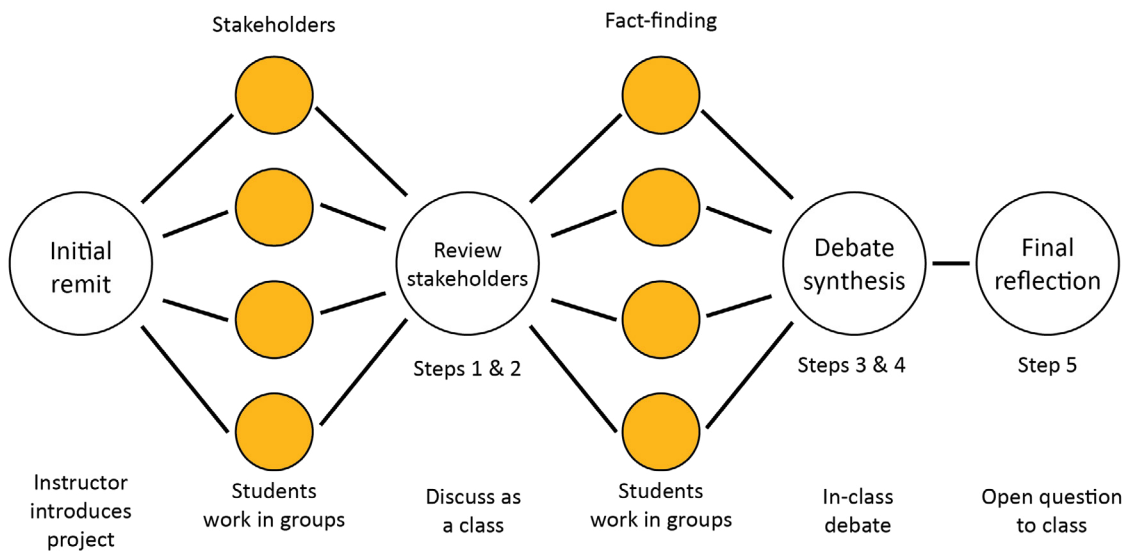 Stakeholders
Fact-finding
Initial
remit
Review
stakeholders
Debate
synthesis
Final
reflection
Steps 1 & 2
Steps 3 & 4
Step 5
Instructor
introduces
project
Students
work in groups
Discuss as
a class
Students
work in groups
In-class
debate
Open question
to class